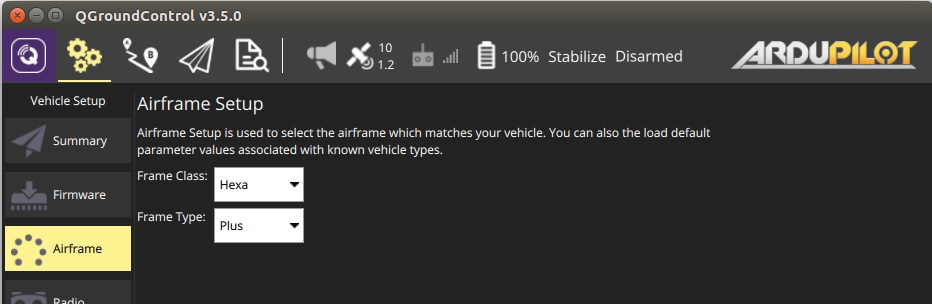 QGroundControl v3.5.0
10
1.2
100% Stabilize Disarmed
ARDUPILOT
Vehicle Setup
Summary
Firmware
Airframe
Radio
Airframe Setup
Airframe Setup is used to select the airframe which matches your vehicle. You can also the load default
parameter values associated with known vehicle types.
Frame Class: Hexa
Frame Type: Plus